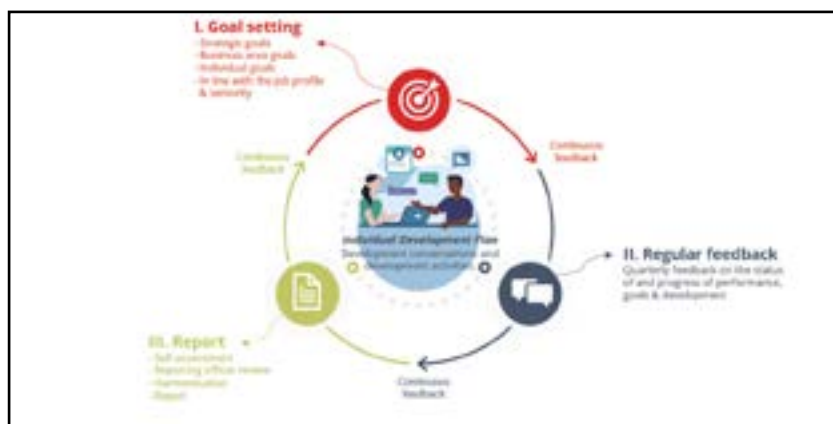 I. Goal setting
- Strategic goals
- Business area goals
- Individual goals
- In line with the job profile
& seniority
Continuous
feedback
Continuous
feedback
Individual Development Plan
Development conversations and
development activities
II. Regular feedback
Quarterly feedback on the status
of and progress of performance,
goals & development
III. Report
- Self-assessment
- Reporting officer review
- Harmonisation
- Report
Continuous
feedback